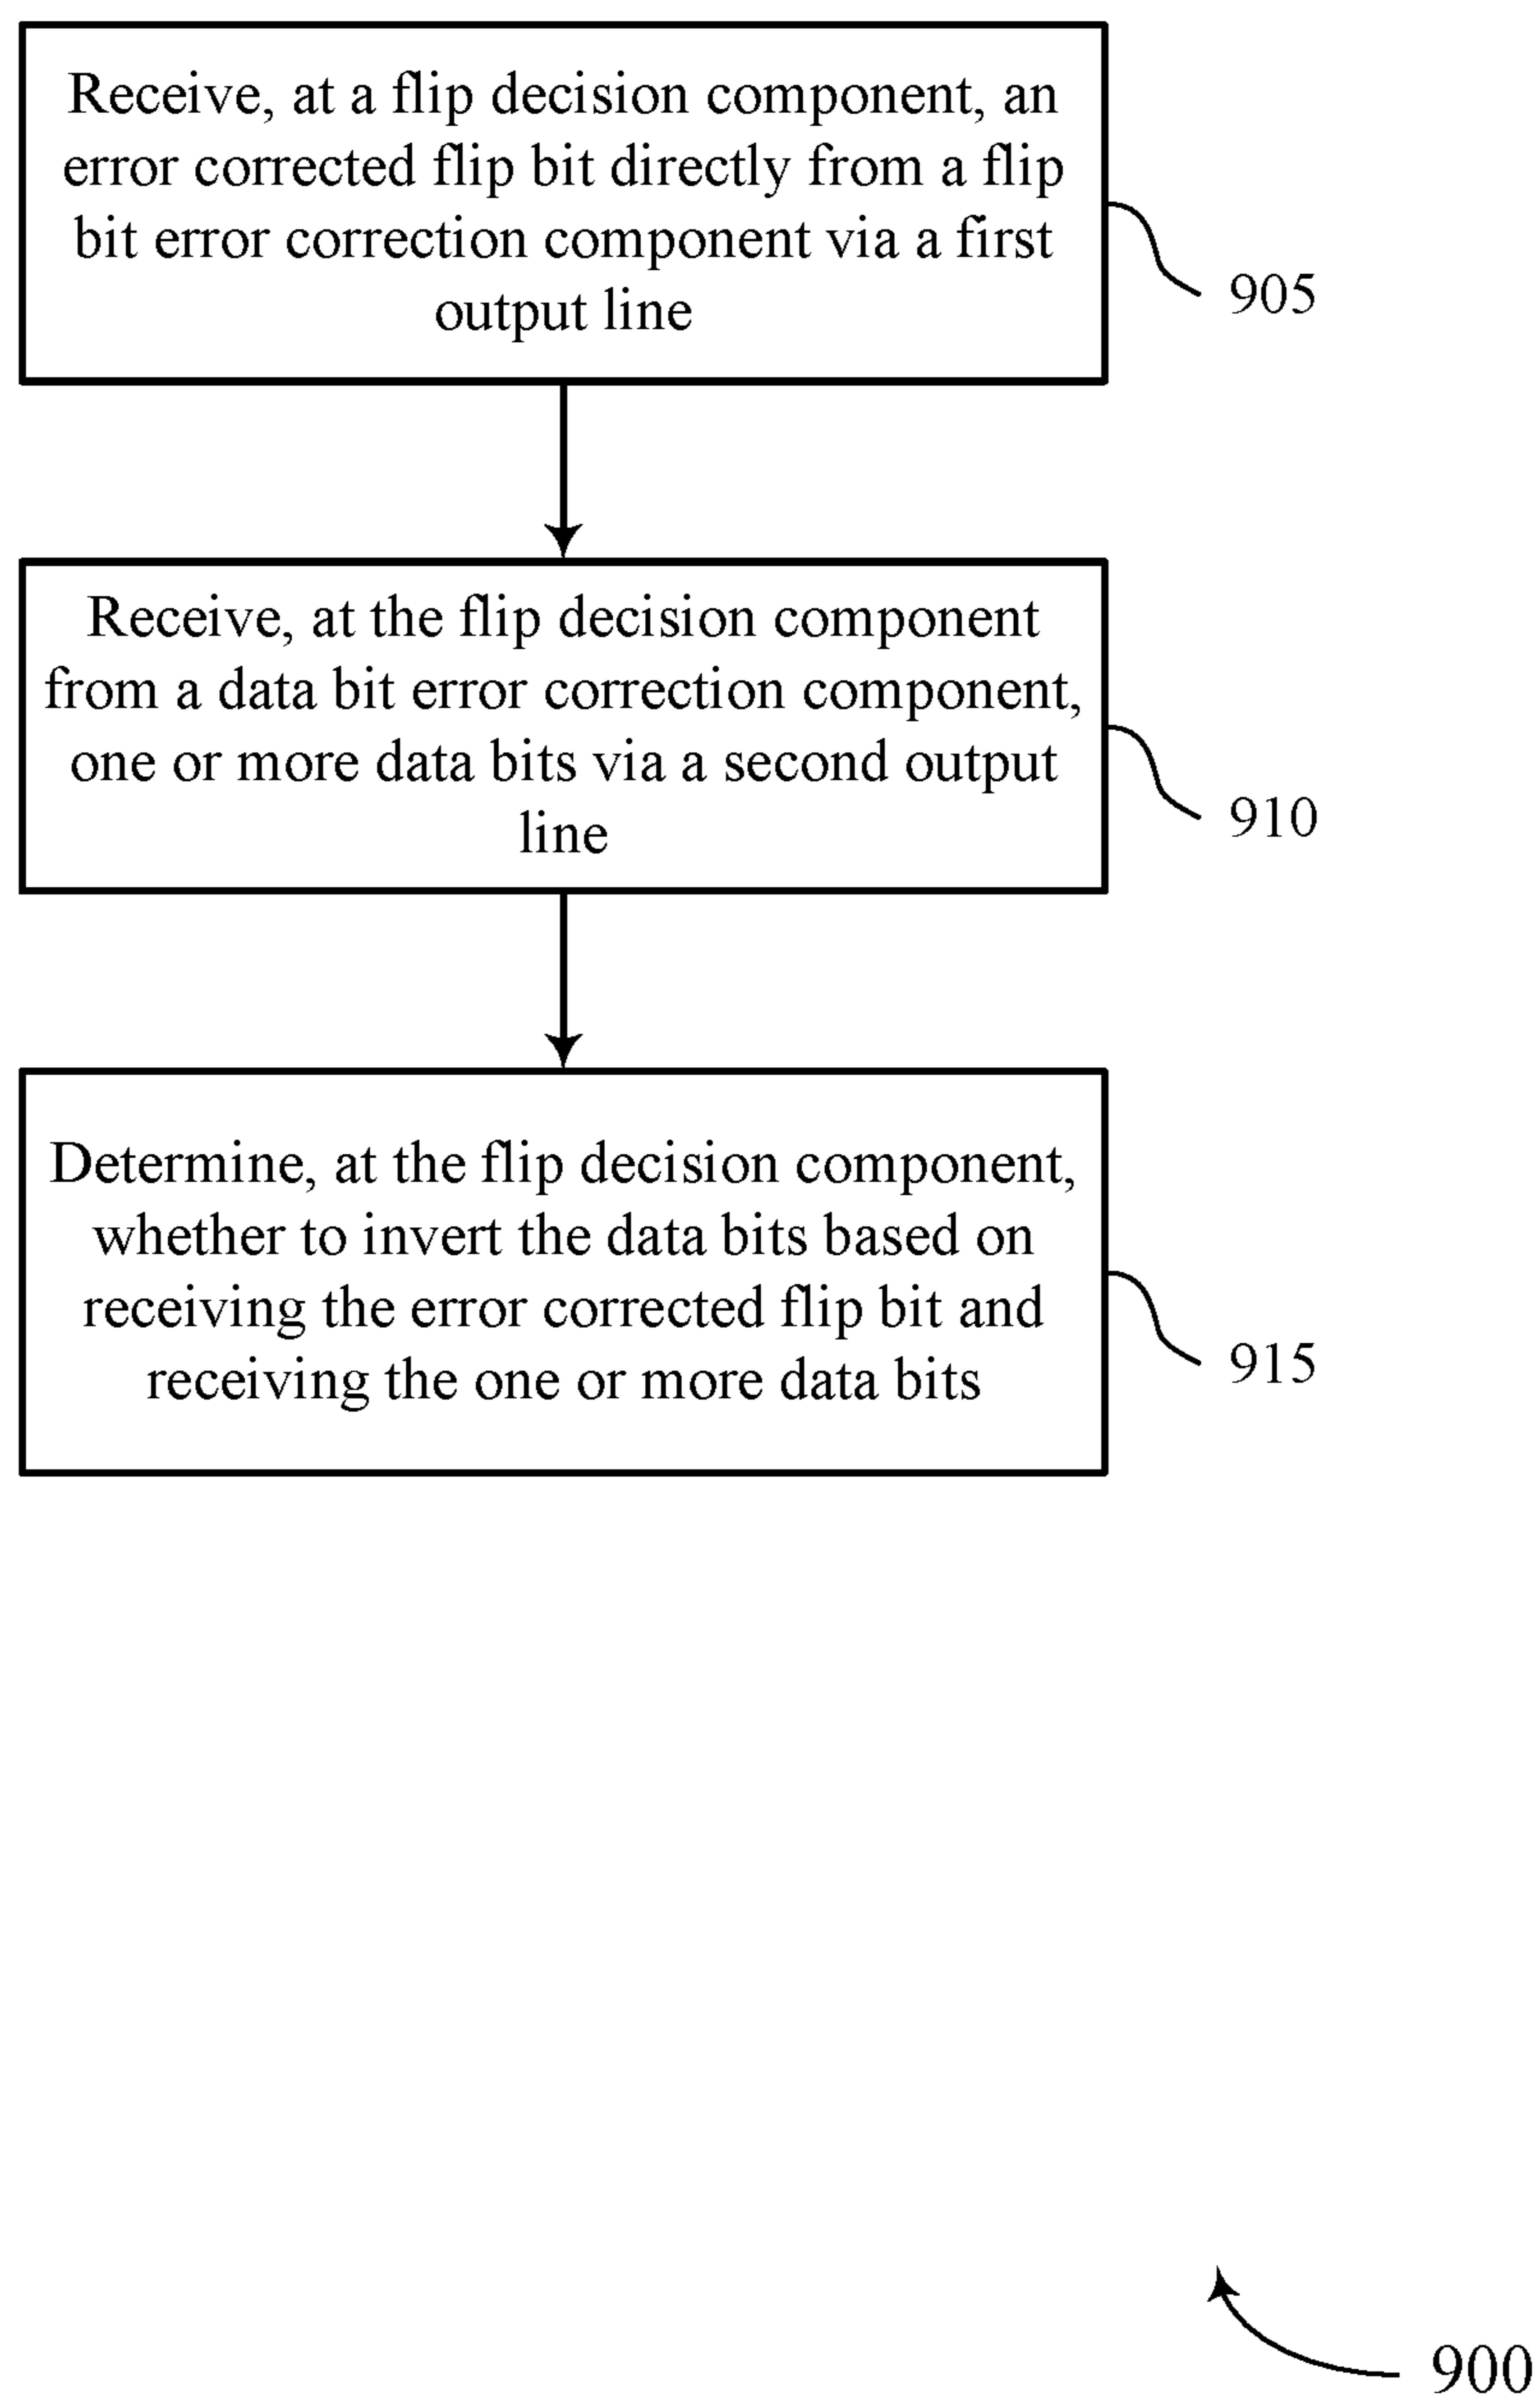 Receive, at a flip decision component, an
error corrected flip bit directly from a flip
bit error correction component via a first
output line
905
Receive, at the flip decision component
from a data bit error correction component,
one or more data bits via a second output
line
910
Determine, at the flip decision component,
whether to invert the data bits based on
receiving the error corrected flip bit and
receiving the one or more data bits
915
900